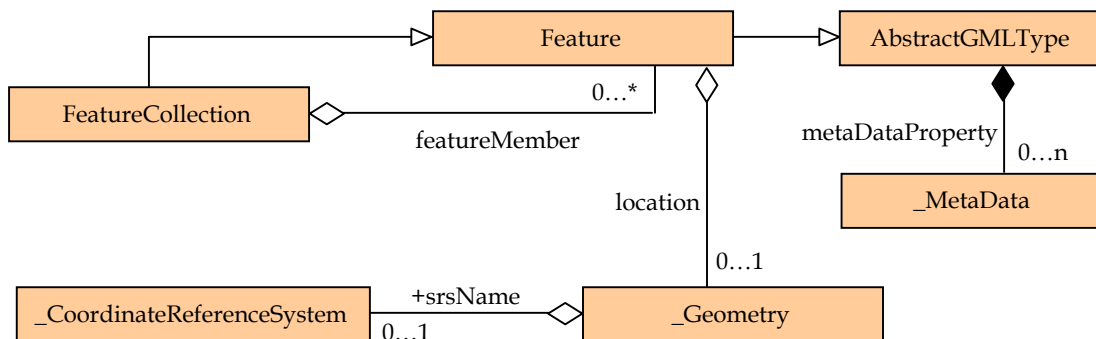 Feature
AbstractGMLType
FeatureCollection
0…*
featureMember
metaDataProperty
0…n
_MetaData
location
0…1
+srsName
_CoordinateReferenceSystem
0…1
_Geometry